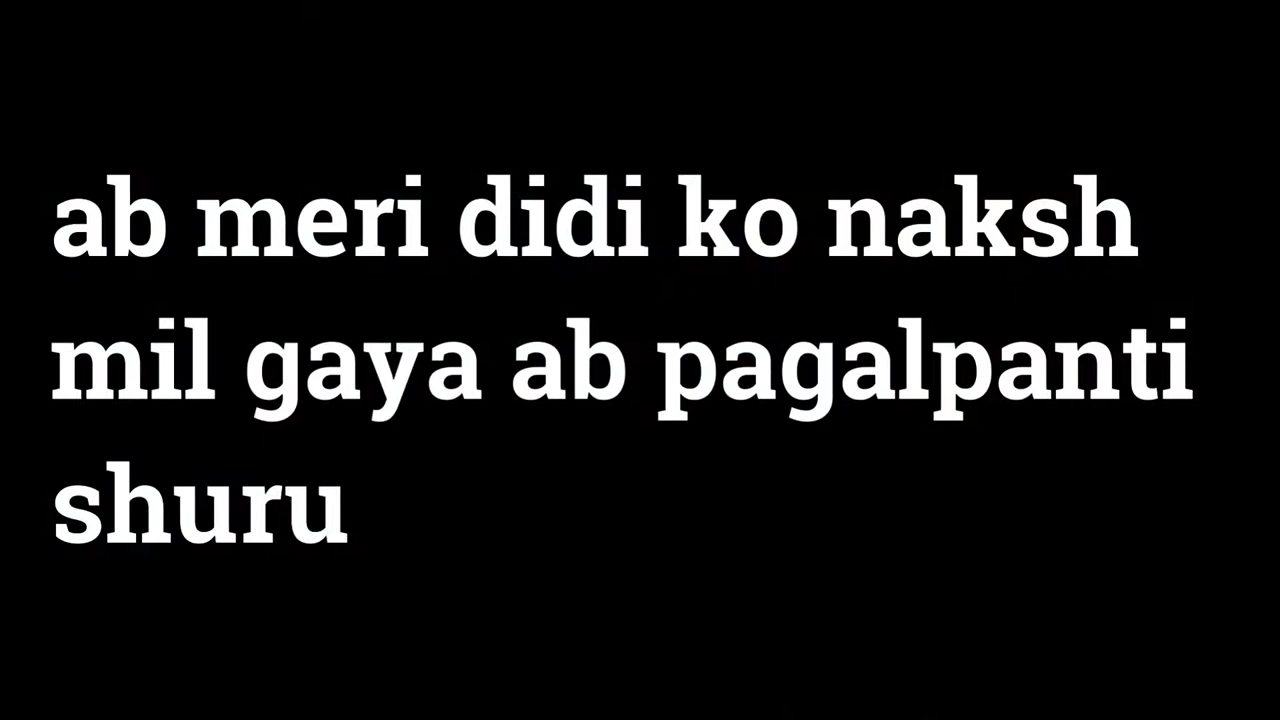 ab meri didi ko naksh
mil gaya ab pagalpanti
shuru